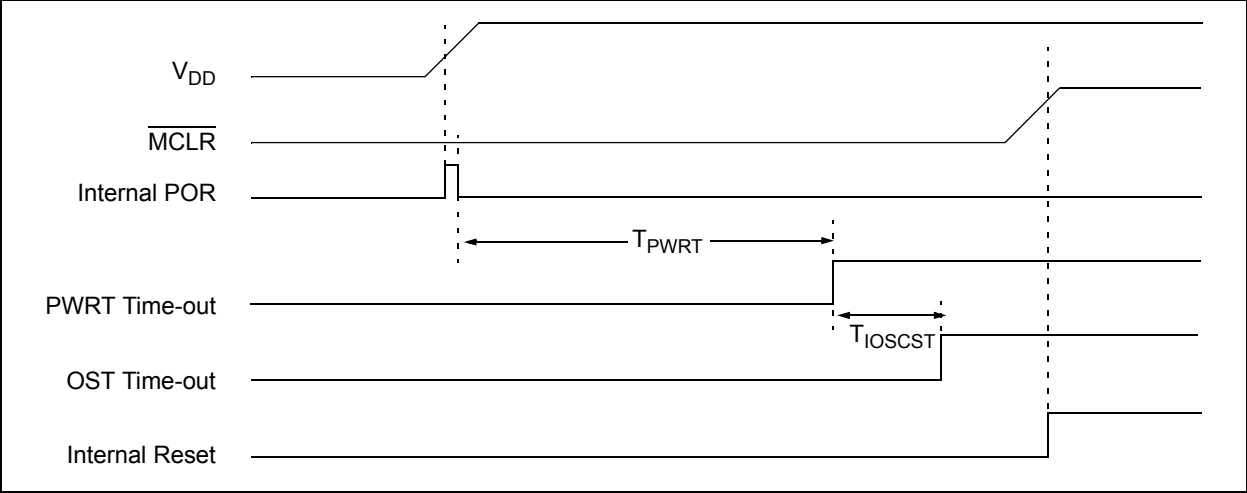 VDD
MCLR
Internal POR
TPWRT
PWRT Time-out
TIOSCST
OST Time-out
Internal Reset